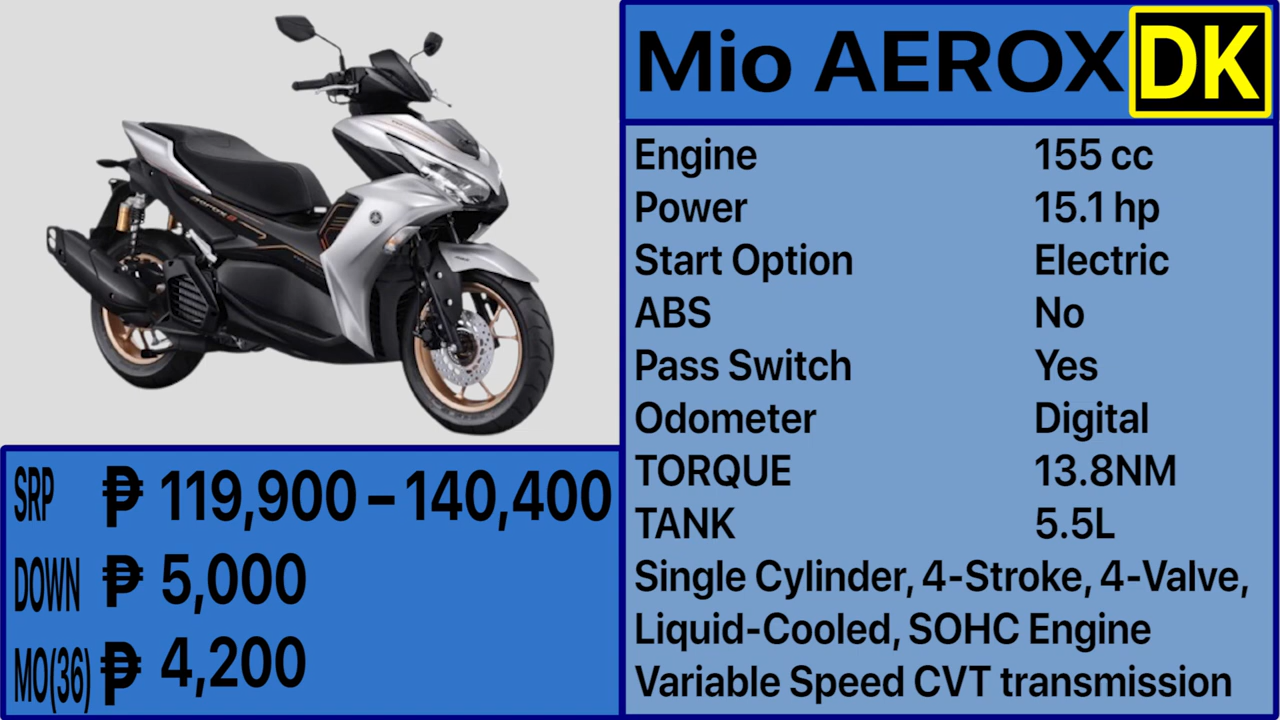 Mio AEROX DK
Engine 155 cc
Power 15.1 hp
Start Option Electric
ABS No
Pass Switch Yes
Odometer Digital
TORQUE 13.8NM
TANK 5.5L
Single Cylinder, 4-Stroke, 4-Valve,
Liquid-Cooled, SOHC Engine
Variable Speed CVT transmission
SRP ₱ 119,900 – 140,400
DOWN ₱ 5,000
MO(36) ₱ 4,200